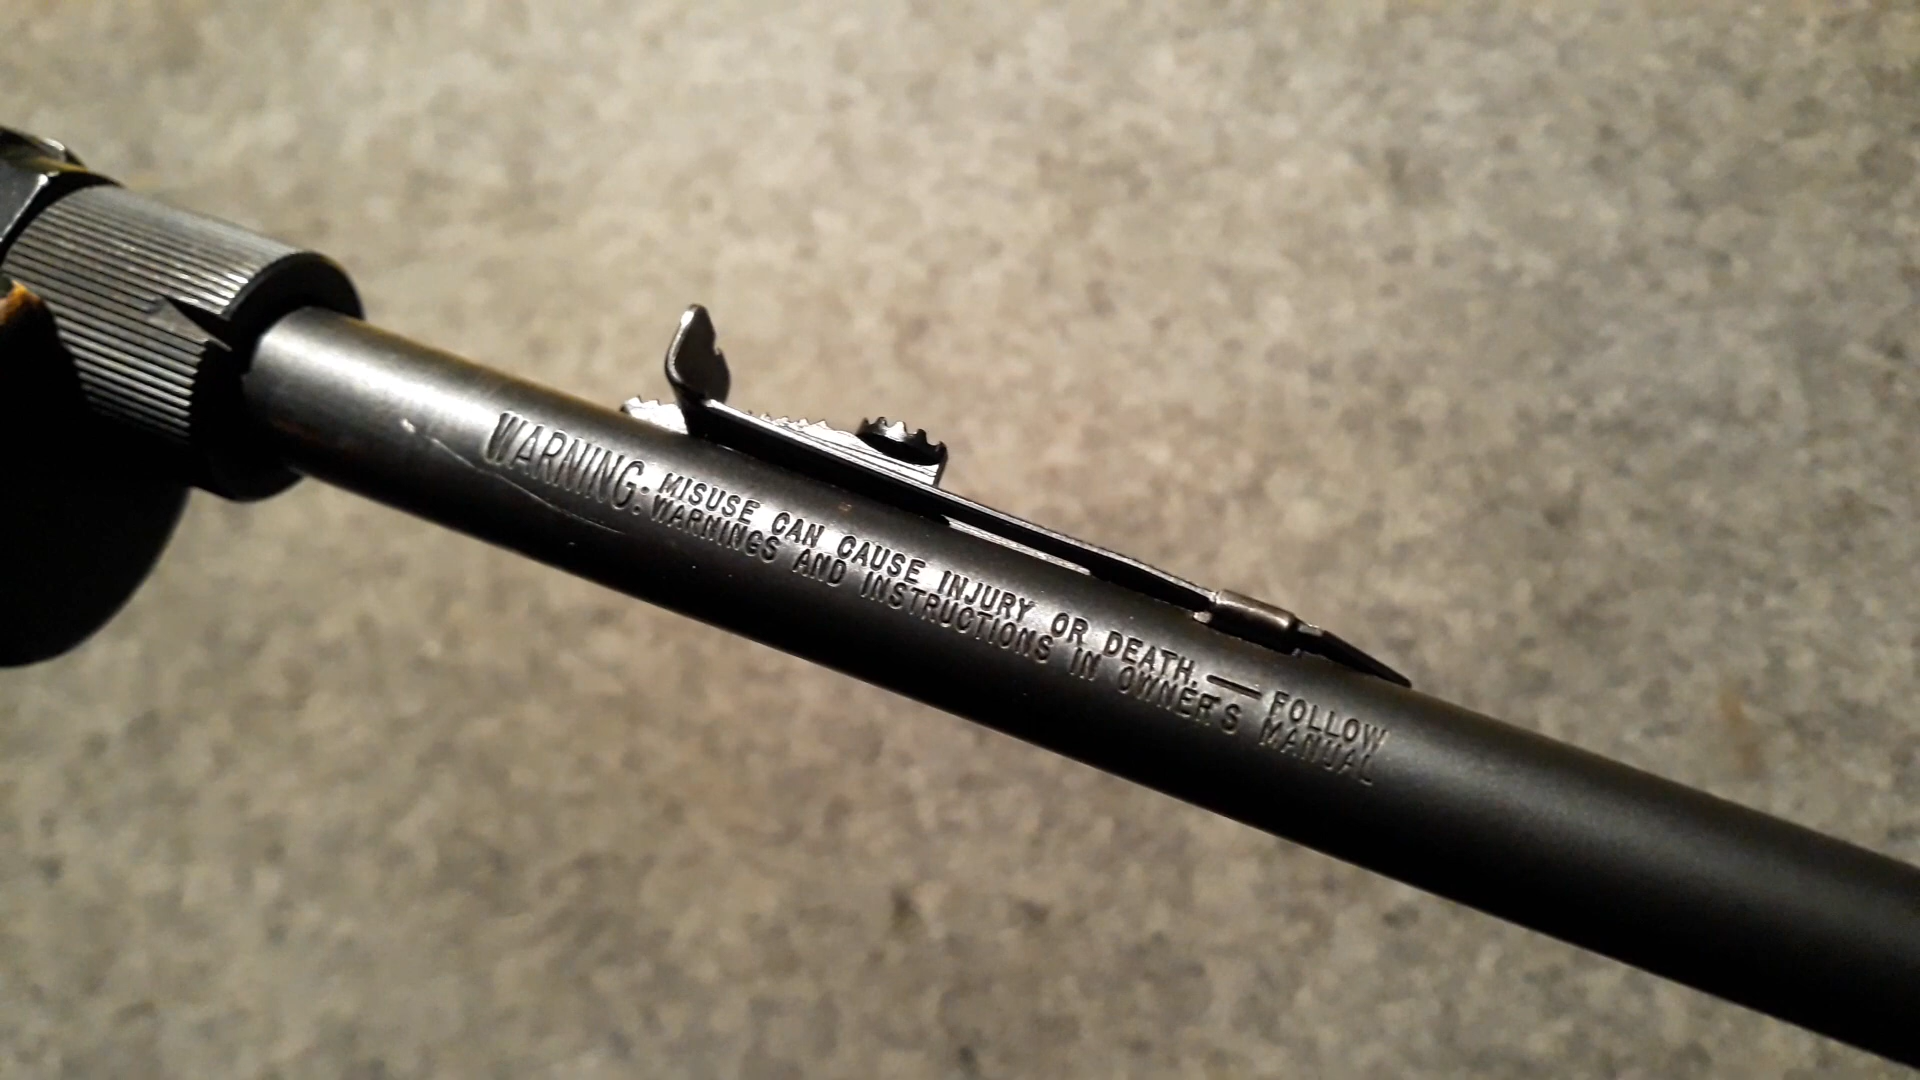 WARNING: MISUSE CAN CAUSE INJURY OR DEATH. — FOLLOW
WARNINGS AND INSTRUCTIONS IN OWNER'S MANUAL